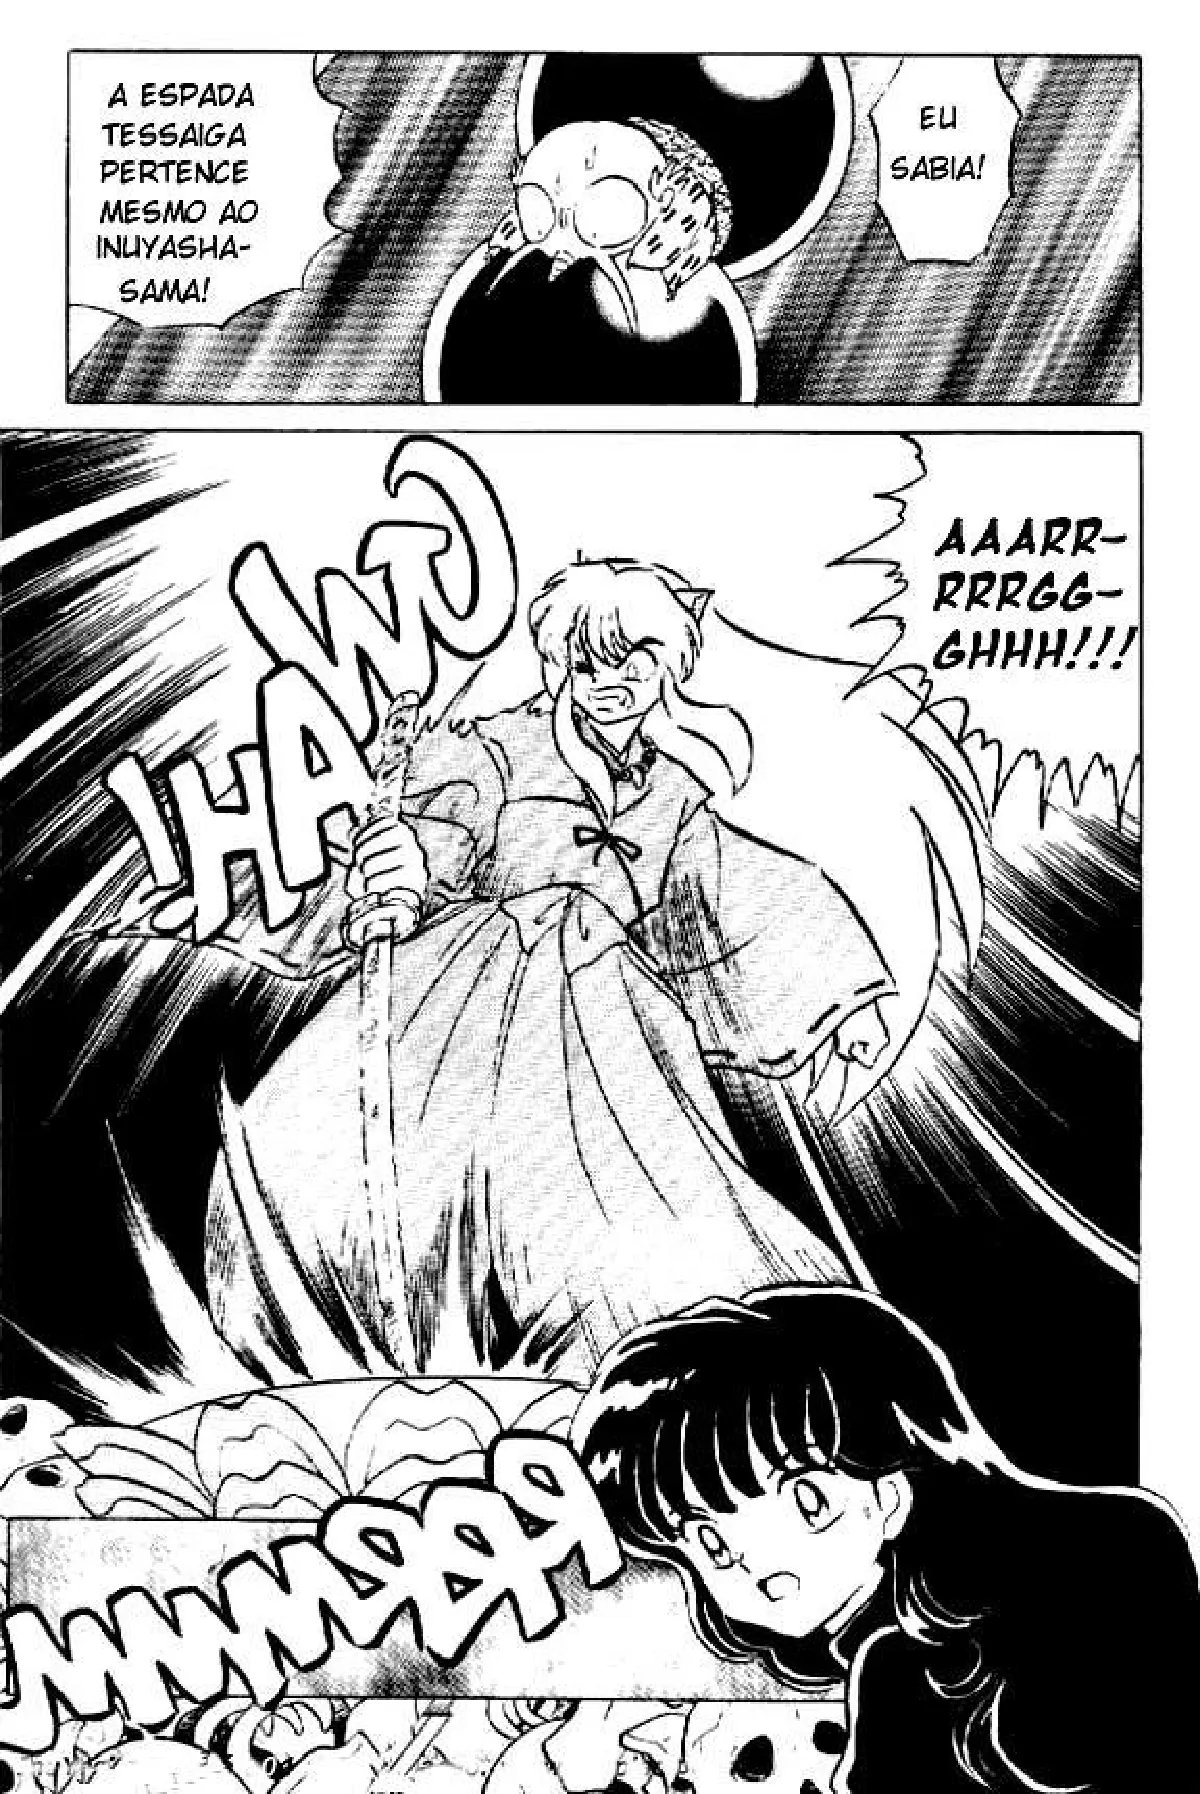 EU
SABIA!
A ESPADA
TESSAIGA
PERTENCE
MESMO AO
INUYASHA-
SAMA!
AAARR-
RRRGG-
GHHH!!!